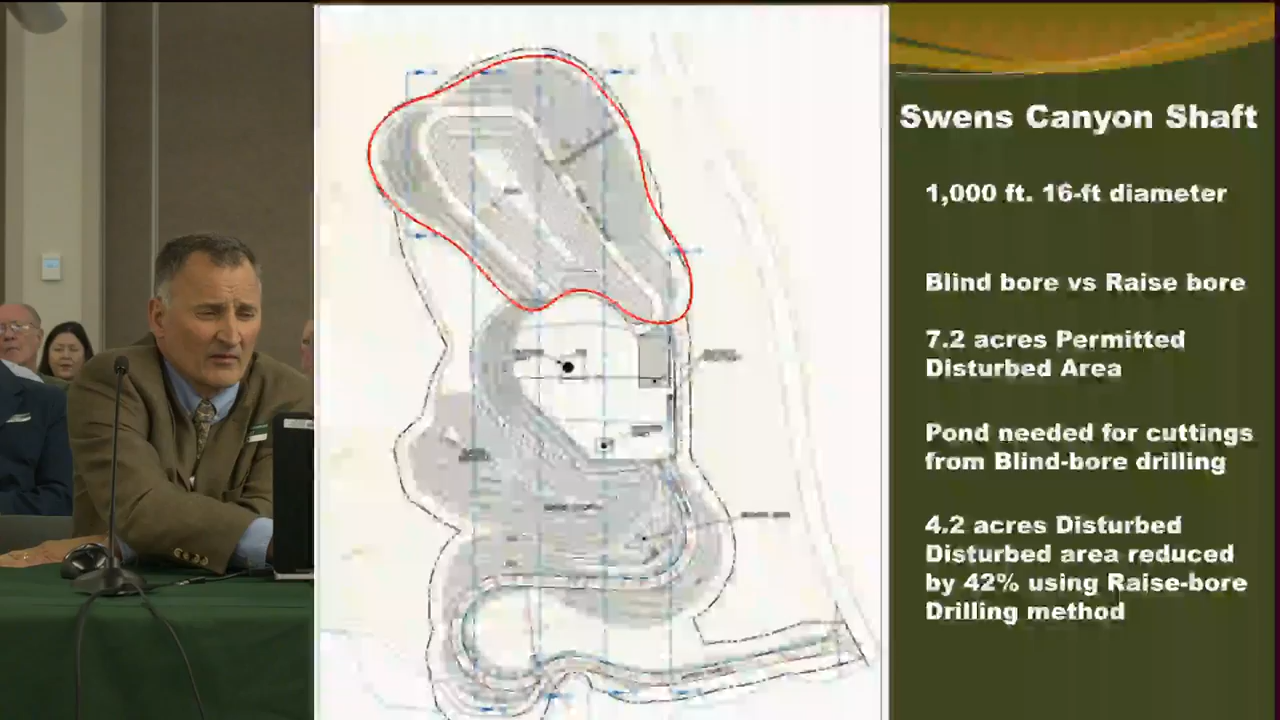 Swens Canyon Shaft
1,000 ft. 16-ft diameter
Blind bore vs Raise bore
7.2 acres Permitted
Disturbed Area
Pond needed for cuttings
from Blind-bore drilling
4.2 acres Disturbed
Disturbed area reduced
by 42% using Raise-bore
Drilling method